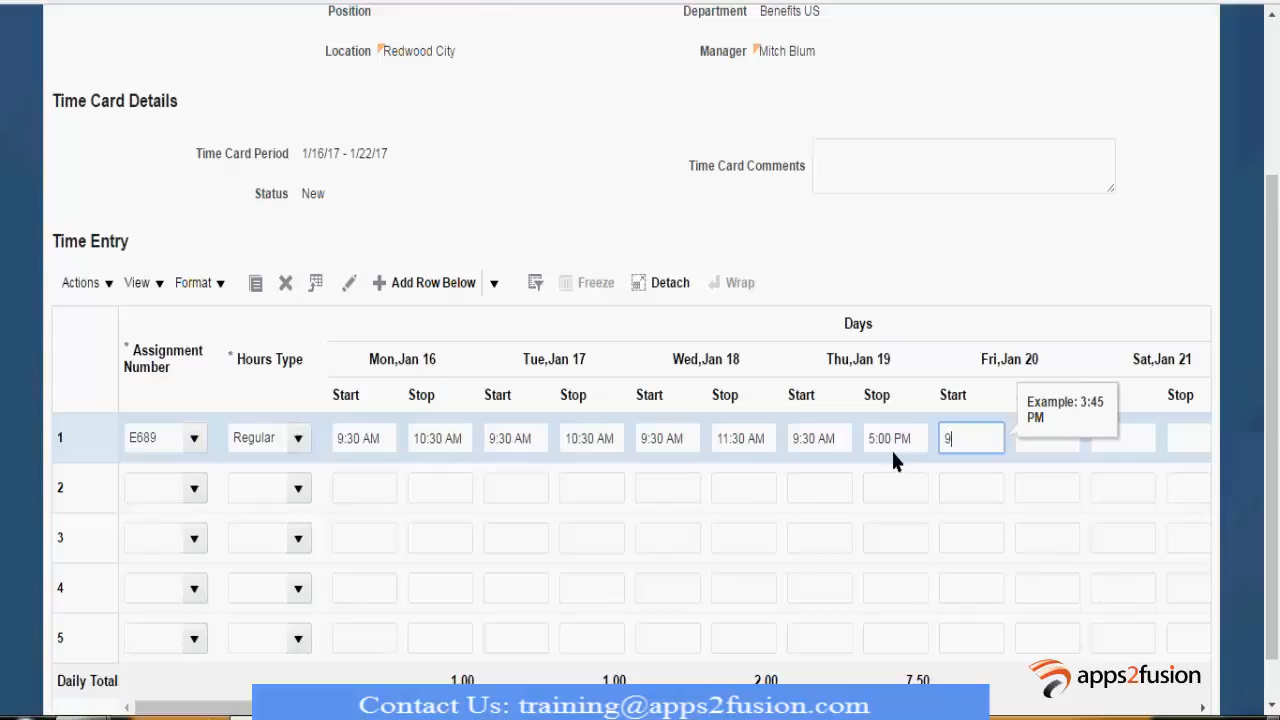 Position
Department Benefits US
Location Redwood City
Manager Mitch Blum
Time Card Details
Time Card Period 1/16/17 - 1/22/17
Time Card Comments
Status New
Time Entry
Actions View Format Add Row Below Freeze Detach Wrap
Days
* Assignment Number
* Hours Type
Mon,Jan 16 Tue,Jan 17 Wed,Jan 18 Thu,Jan 19 Fri,Jan 20 Sat,Jan 21
Start Stop Start Stop Start Stop Start Stop Start Stop
Example: 3:45
PM
1 E689 Regular 9:30 AM 10:30 AM 9:30 AM 10:30 AM 9:30 AM 11:30 AM 9:30 AM 5:00 PM 9
2
3
4
5
Daily Total 1.00 1.00 2.00 7.50
apps2fusion
Contact Us: training@apps2fusion.com